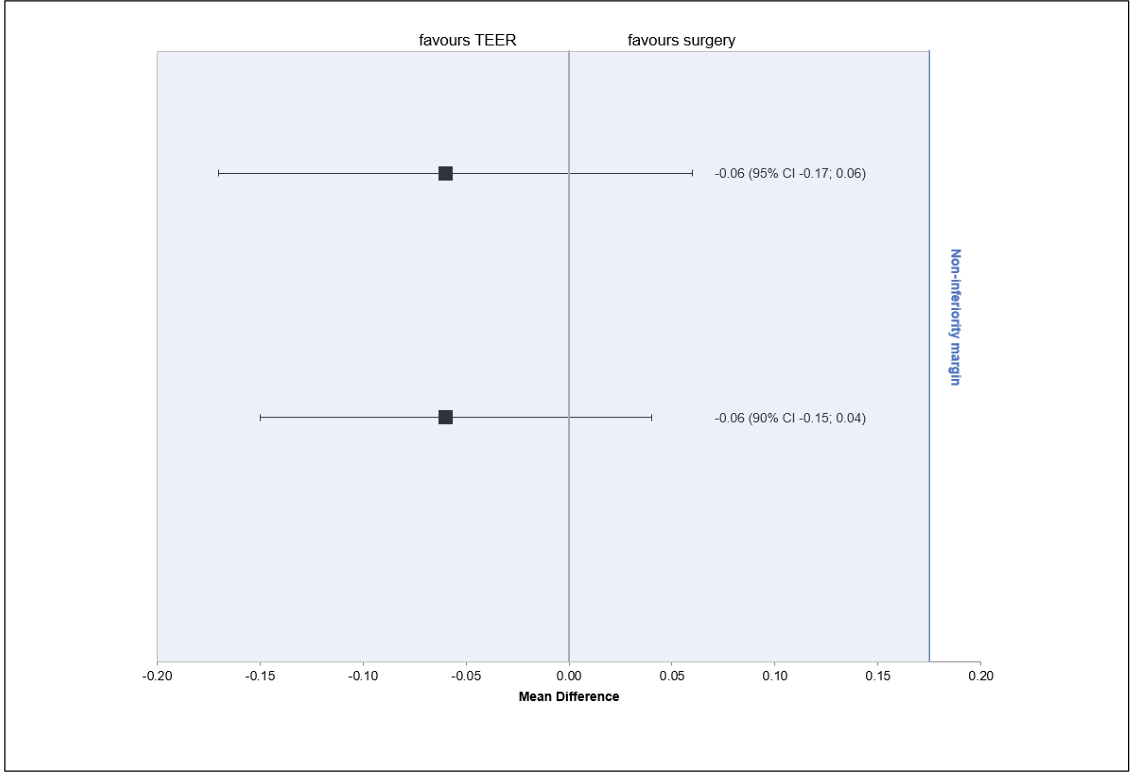 favours TEER favours surgery
-0.06 (95% CI -0.17; 0.06)
Non-inferiority margin
-0.06 (90% CI -0.15; 0.04)
-0.20 -0.15 -0.10 -0.05 0.00 0.05 0.10 0.15 0.20
Mean Difference